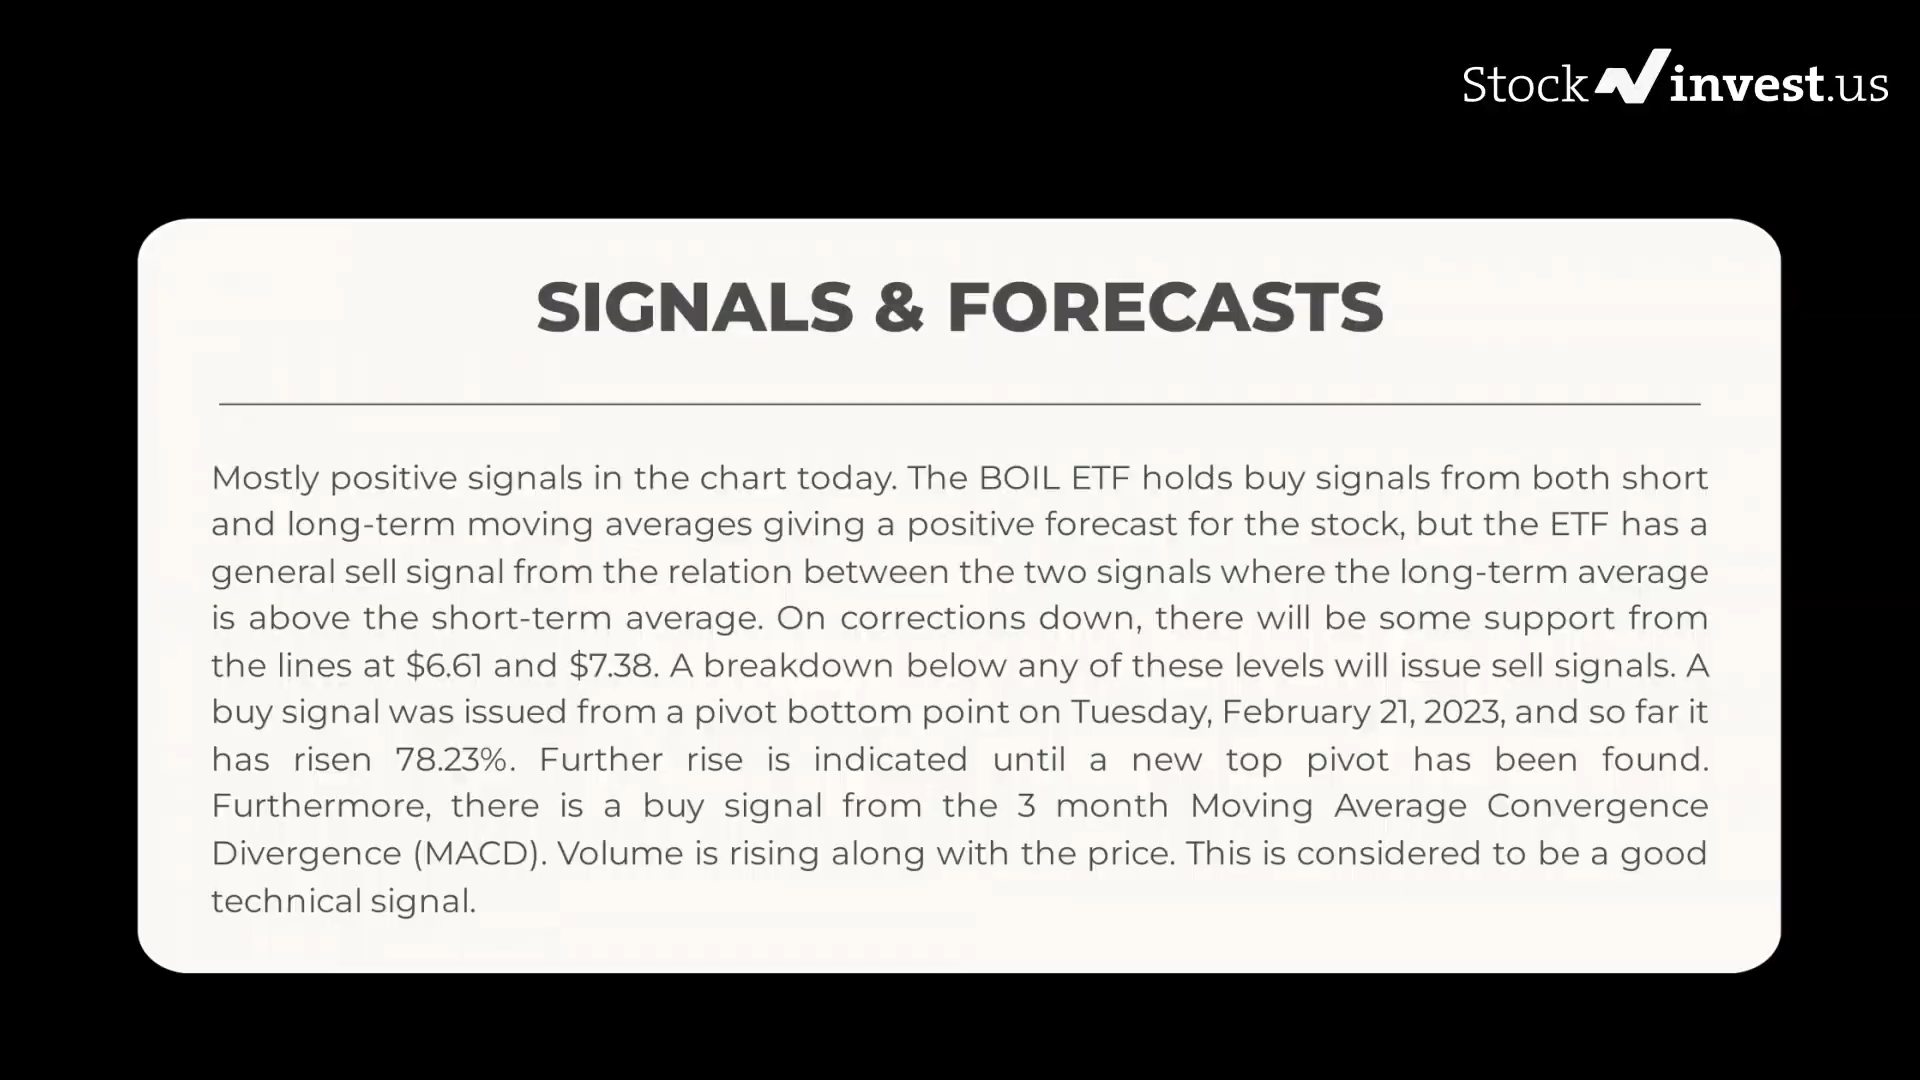 Stock invest.us
SIGNALS & FORECASTS
Mostly positive signals in the chart today. The BOIL ETF holds buy signals from both short
and long-term moving averages giving a positive forecast for the stock, but the ETF has a
general sell signal from the relation between the two signals where the long-term average
is above the short-term average. On corrections down, there will be some support from
the lines at $6.61 and $7.38. A breakdown below any of these levels will issue sell signals. A
buy signal was issued from a pivot bottom point on Tuesday, February 21, 2023, and so far it
has risen 78.23%. Further rise is indicated until a new top pivot has been found.
Furthermore, there is a buy signal from the 3 month Moving Average Convergence
Divergence (MACD). Volume is rising along with the price. This is considered to be a good
technical signal.